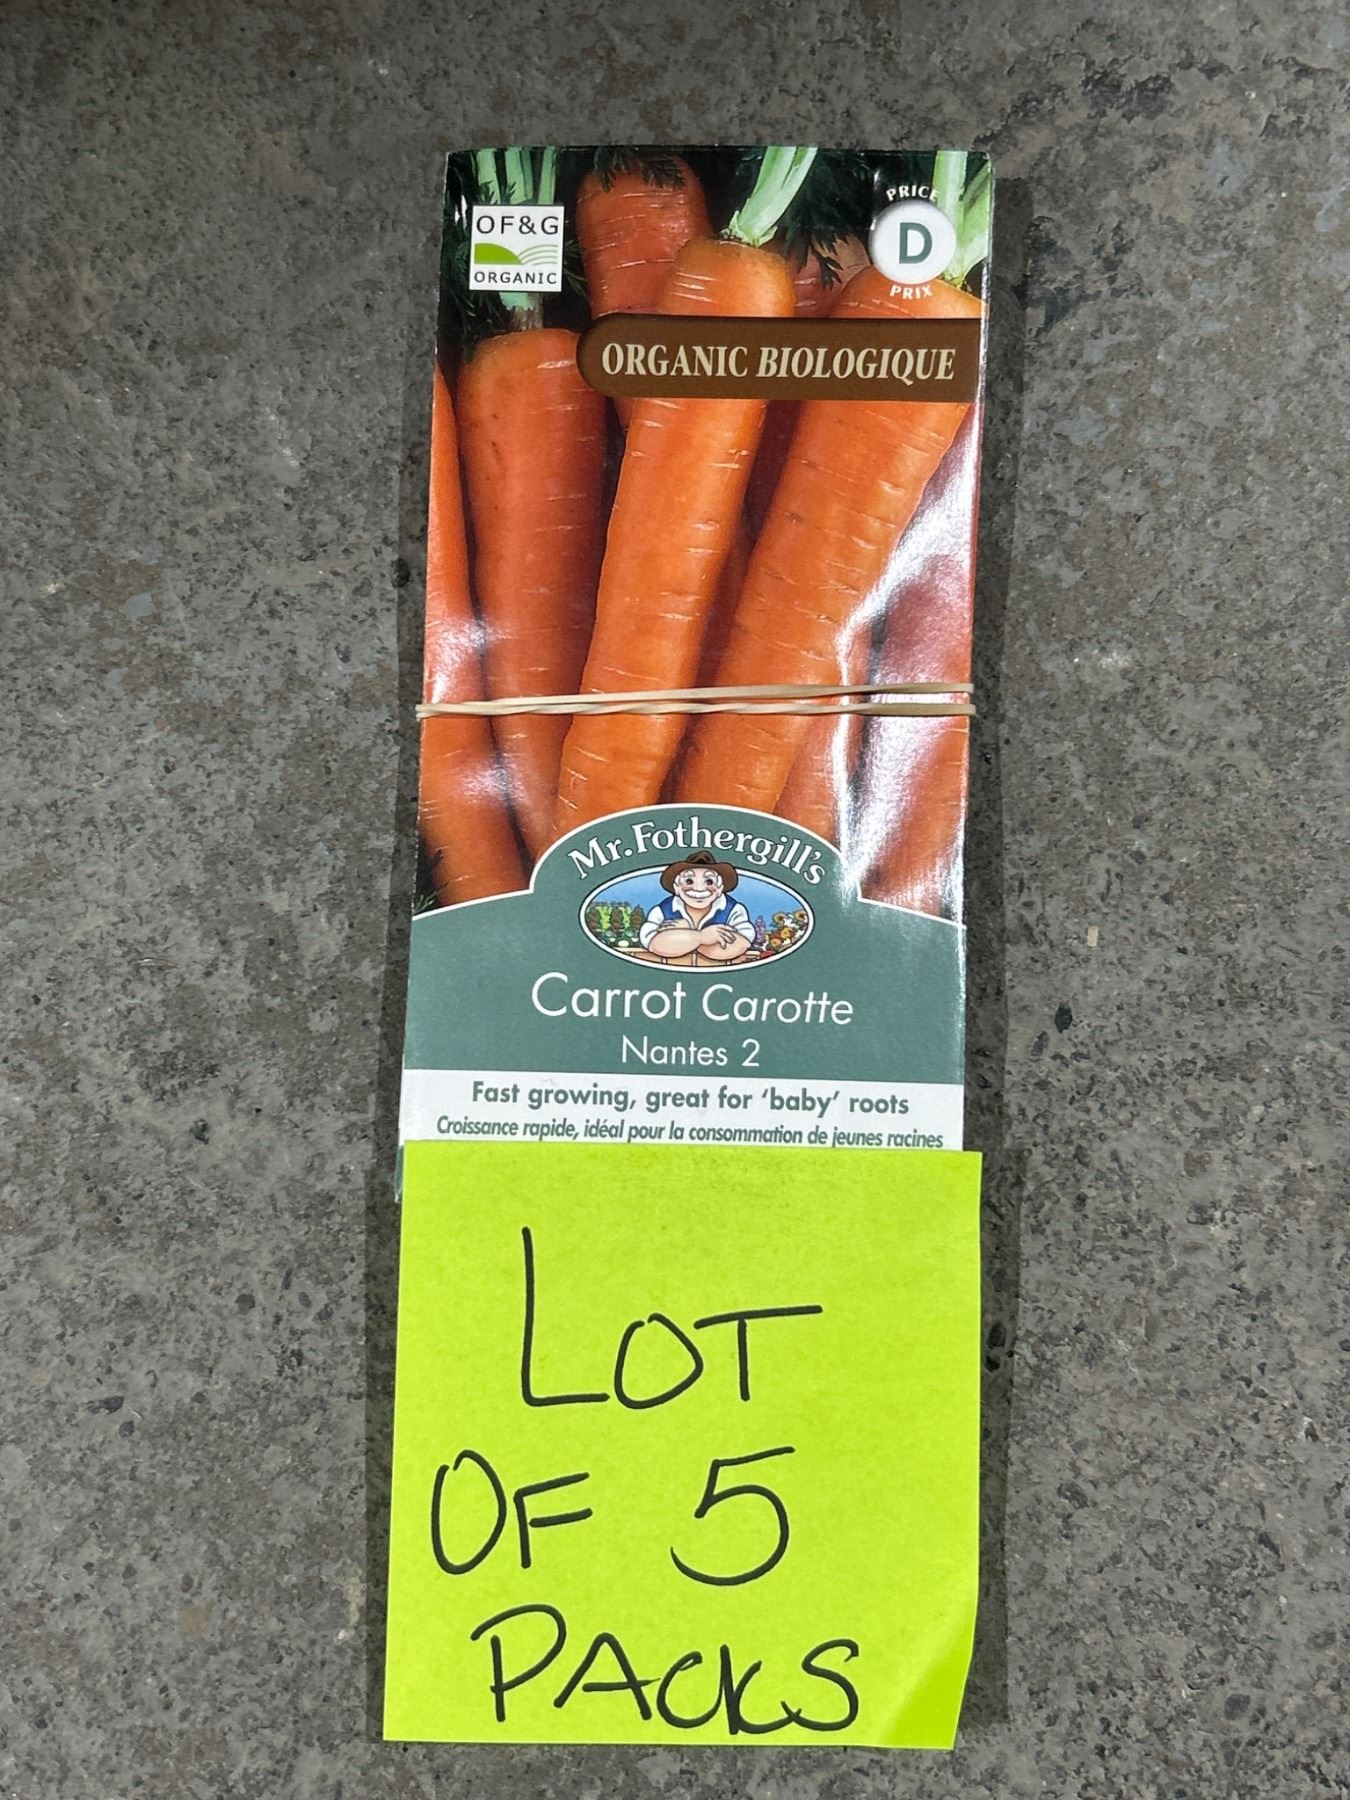 OF&G
ORGANIC
PRICE
D
PRIX
ORGANIC BIOLOGIQUE
Mr. Fothergill's
Carrot Carotte
Nantes 2
Fast growing, great for 'baby' roots
Croissance rapide, idéal pour la consommation de jeunes racines
LOT
OF 5
PACKS